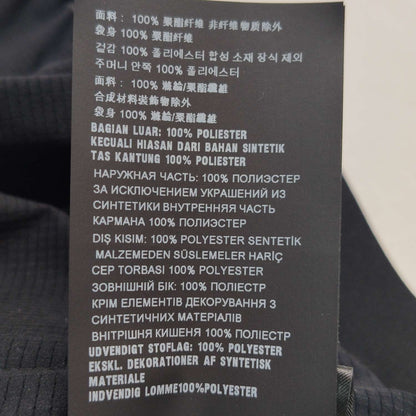 面料：100% 聚酯纤维 非纤维物质除外
袋身 100% 聚酯纤维
겉감 100% 폴리에스터 합성 소재 장식 제외
주머니 안쪽 100% 폴리에스터
面料：100% 滌綸/聚酯纖維
合成材料裝飾物除外
袋身 100% 滌綸/聚酯纖維
BAGIAN LUAR: 100% POLIESTER
KECUALI HIASAN DARI BAHAN SINTETIK
TAS KANTUNG 100% POLIESTER
НАРУЖНАЯ ЧАСТЬ: 100% ПОЛИЭСТЕР
ЗА ИСКЛЮЧЕНИЕМ УКРАШЕНИЙ ИЗ
СИНТЕТИКИ ВНУТРЕННЯЯ ЧАСТЬ
КАРМАНА 100% ПОЛИЭСТЕР
DIŞ KISIM: 100% POLYESTER SENTETİK
MALZEMEDEN SÜSLEMELER HARİÇ
CEP TORBASI 100% POLYESTER
ЗОВНІШНІЙ БІК: 100% ПОЛІЕСТР
КРІМ ЕЛЕМЕНТІВ ДЕКОРУВАННЯ З
СИНТЕТИЧНИХ МАТЕРІАЛІВ
ВНІТРІШНЯ КИШЕНЯ 100% ПОЛІЕСТР
UDVENDIGT STOFLAG: 100% POLYESTER
EKSKL. DEKORATIONER AF SYNTETISK
MATERIALE
INDVENDIG LOMME100%POLYESTER